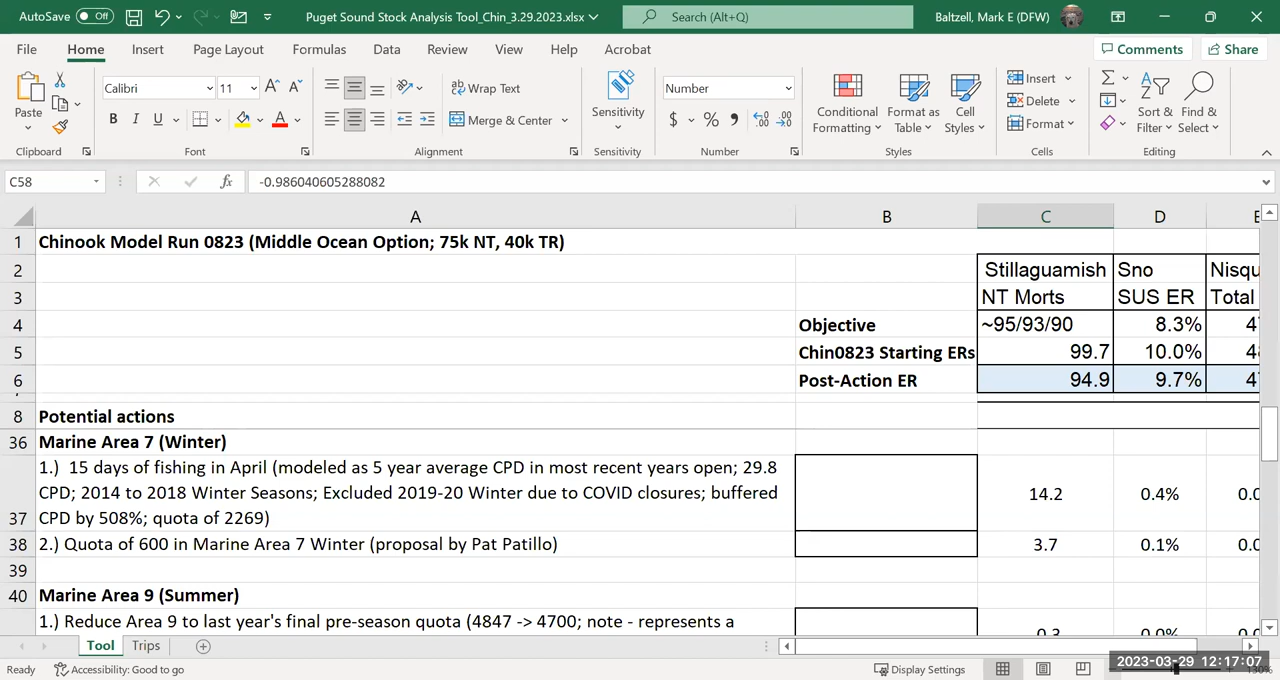 AutoSave Off Puget Sound Stock Analysis Tool_Chin_3.29.2023.xlsx Search (Alt+Q) Baltzell, Mark E (DFW)
File Home Insert Page Layout Formulas Data Review View Help Acrobat Comments Share
Paste Calibri 11 Wrap Text Merge & Center Sensitivity Number Conditional Formatting Format as Table Cell Styles Insert Delete Format Sort & Filter Find & Select
Clipboard Font Alignment Sensitivity Number Styles Cells Editing
C58 fx -0.986040605288082
A B C D
1 Chinook Model Run 0823 (Middle Ocean Option; 75k NT, 40k TR)
2 Stillaguamish Sno
3 NT Morts SUS ER Total
4 Objective ~95/93/90 8.3%
5 Chin0823 Starting ERs 99.7 10.0%
6 Post-Action ER 94.9 9.7%
8 Potential actions
36 Marine Area 7 (Winter)
1.) 15 days of fishing in April (modeled as 5 year average CPD in most recent years open; 29.8
CPD; 2014 to 2018 Winter Seasons; Excluded 2019-20 Winter due to COVID closures; buffered 14.2 0.4%
37 CPD by 508%; quota of 2269)
38 2.) Quota of 600 in Marine Area 7 Winter (proposal by Pat Patillo) 3.7 0.1%
39
40 Marine Area 9 (Summer)
1.) Reduce Area 9 to last year's final pre-season quota (4847 -> 4700; note - represents a 0.3 0.0%
Tool Trips
Ready Accessibility: Good to go Display Settings
2023-03-29 12:17:07